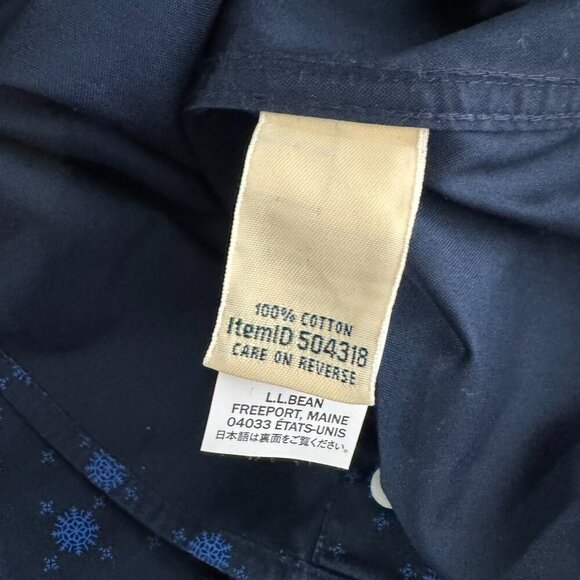 100% COTTON
ItemID 504318
CARE ON REVERSE
L.L.BEAN
FREEPORT, MAINE
04033 ÉTATS-UNIS
日本語は裏面をご覧ください。